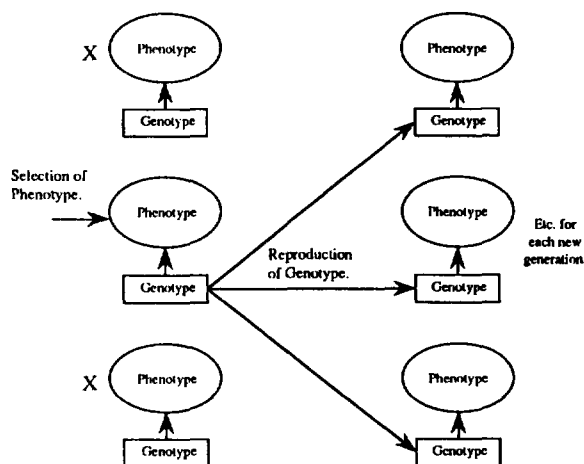 X
Phenotype
Phenotype
Genotype
Genotype
Selection of
Phenotype.
Phenotype
Phenotype
Etc. for
each new
generation
Reproduction
of Genotype.
Genotype
Genotype
X
Phenotype
Phenotype
Genotype
Genotype